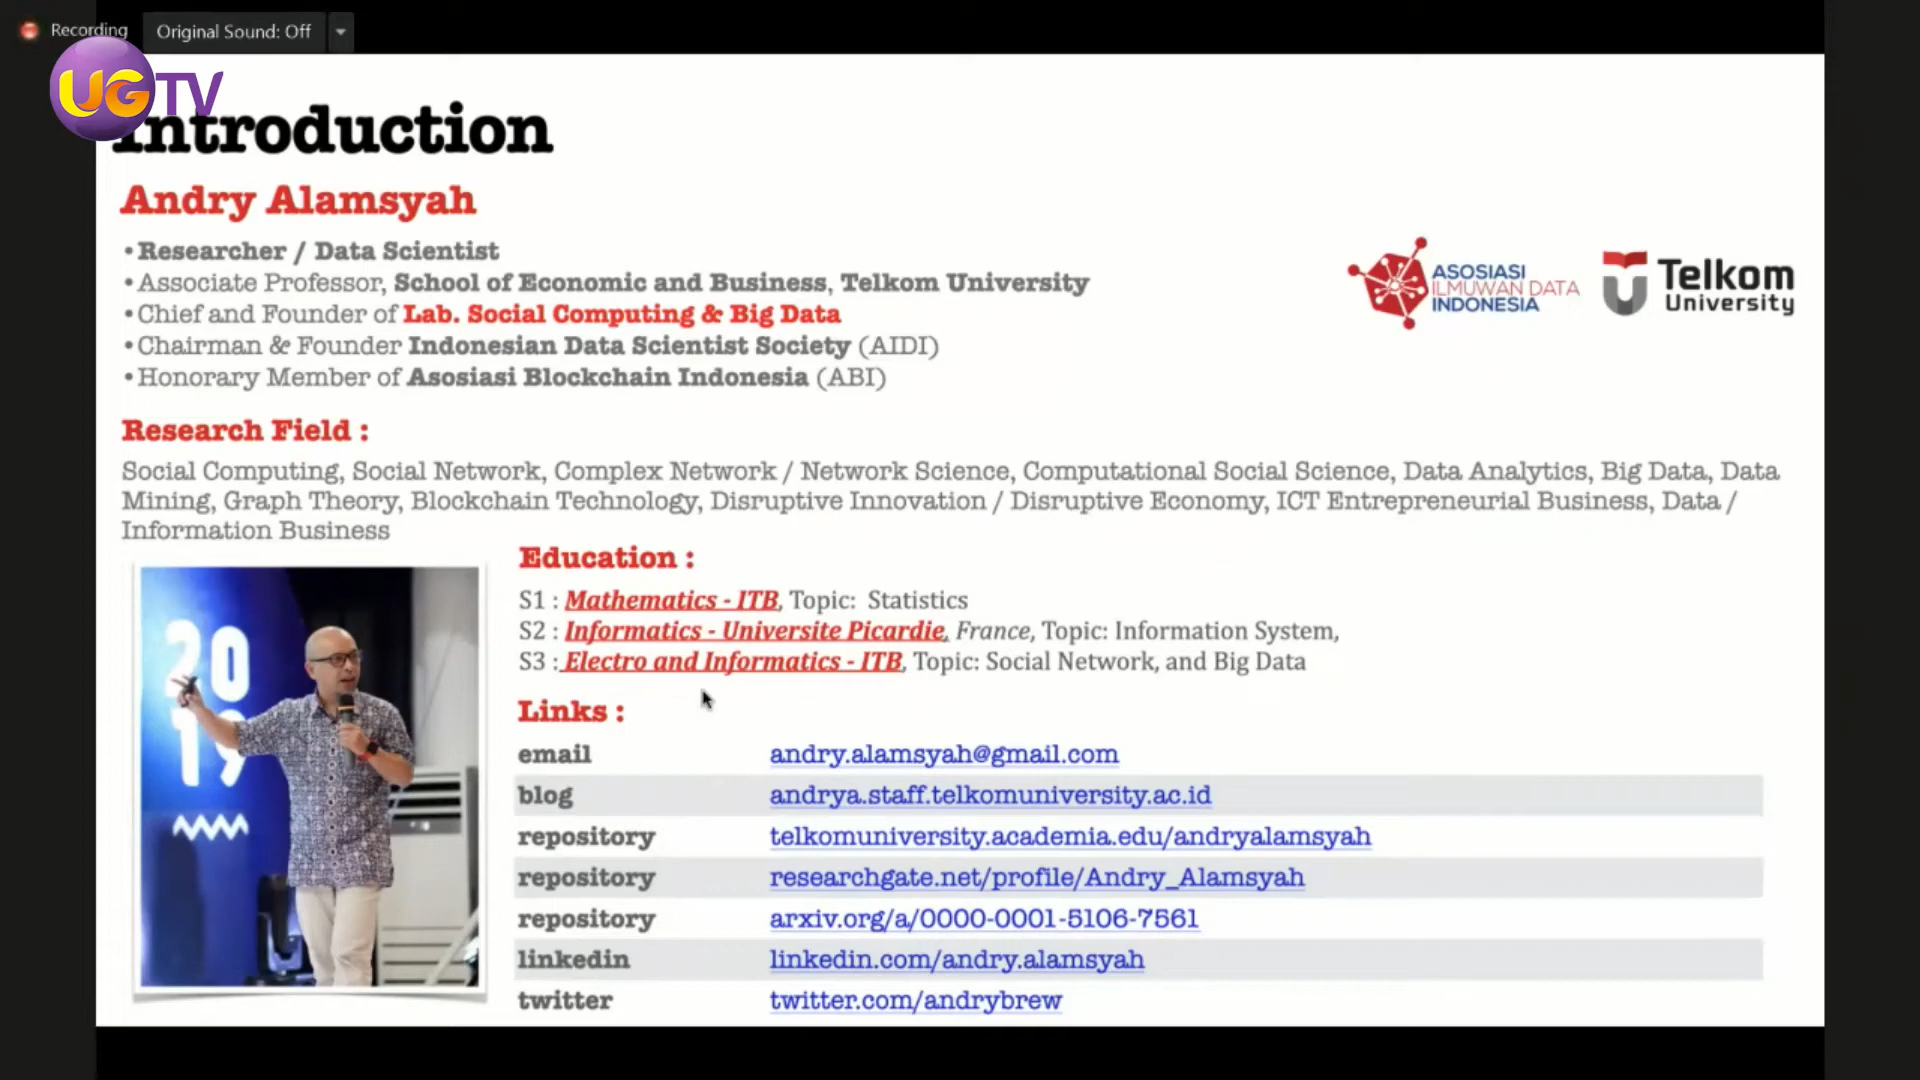 Recording
Original Sound: Off
UGTV
Introduction
Andry Alamsyah
•Researcher / Data Scientist
•Associate Professor, School of Economic and Business, Telkom University
•Chief and Founder of Lab. Social Computing & Big Data
•Chairman & Founder Indonesian Data Scientist Society (AIDI)
•Honorary Member of Asosiasi Blockchain Indonesia (ABI)
ASOSIASI
ILMUWAN DATA
INDONESIA
Telkom
University
Research Field :
Social Computing, Social Network, Complex Network / Network Science, Computational Social Science, Data Analytics, Big Data, Data
Mining, Graph Theory, Blockchain Technology, Disruptive Innovation / Disruptive Economy, ICT Entrepreneurial Business, Data /
Information Business
20
19
Education :
S1 : Mathematics - ITB, Topic: Statistics
S2 : Informatics - Universite Picardie, France, Topic: Information System,
S3 : Electro and Informatics - ITB, Topic: Social Network, and Big Data
Links :
email andry.alamsyah@gmail.com
blog andrya.staff.telkomuniversity.ac.id
repository telkomuniversity.academia.edu/andryalamsyah
repository researchgate.net/profile/Andry_Alamsyah
repository arxiv.org/a/0000-0001-5106-7561
linkedin linkedin.com/andry.alamsyah
twitter twitter.com/andrybrew